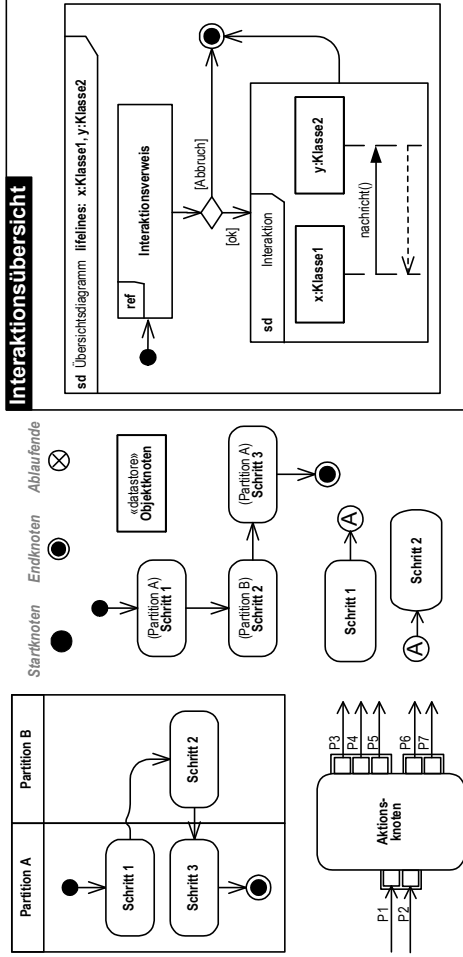 Partition A
Partition B
Schritt 1
Schritt 2
Schritt 3
P1
P2
Aktions-
knoten
P3
P4
P5
P6
P7
Startknoten
Endknoten
Ablaufende
(Partition A)
Schritt 1
«datastore»
Objektknoten
(Partition B)
Schritt 2
(Partition A)
Schritt 3
Schritt 1
A
A
Schritt 2
Interaktionsübersicht
sd Übersichtsdiagramm lifelines: x:Klasse1, y:Klasse2
ref
Interaktionsverweis
[Abbruch]
[ok]
sd Interaktion
x:Klasse1
y:Klasse2
nachricht()